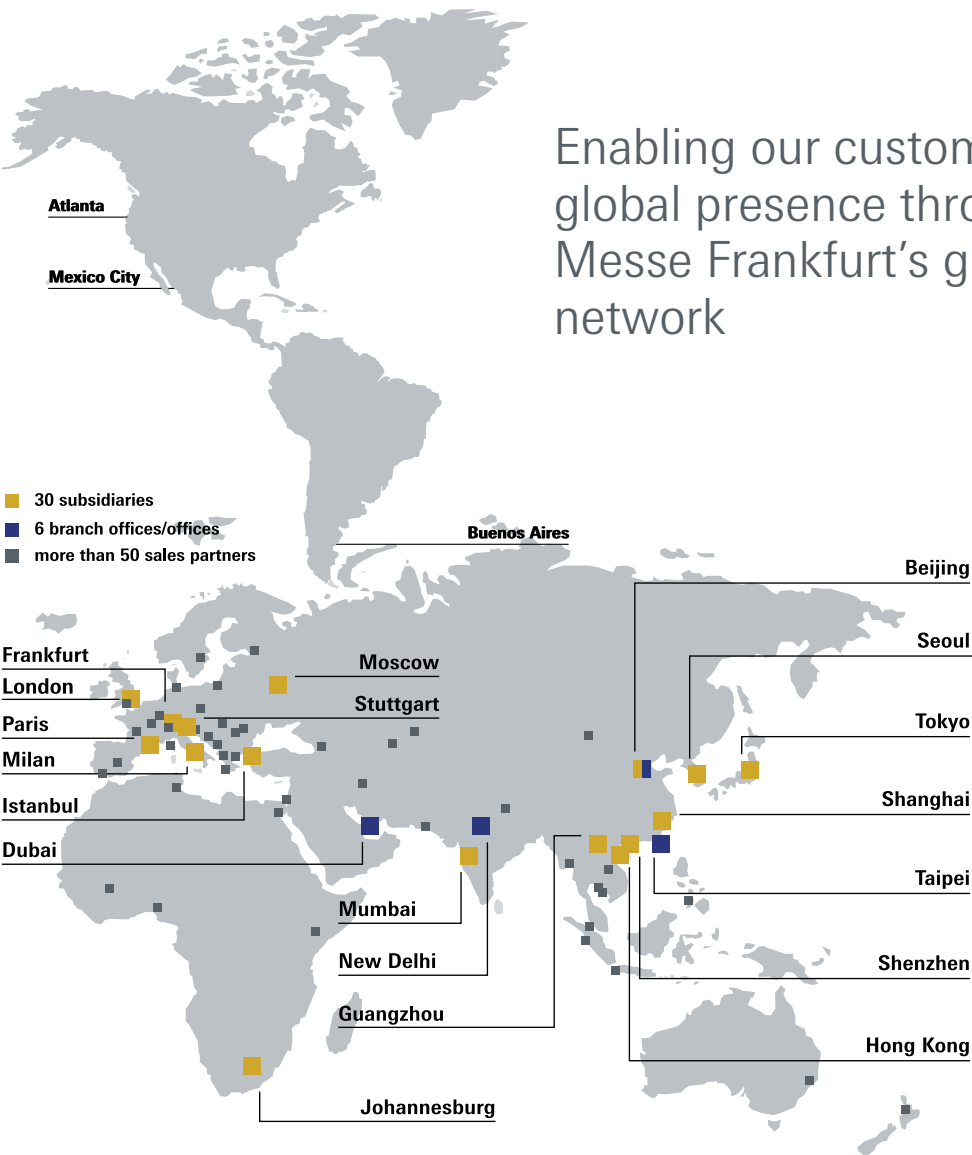 Enabling our custom
global presence thro
Messe Frankfurt’s g
network
Atlanta
Mexico City
30 subsidiaries
6 branch offices/offices
more than 50 sales partners
Buenos Aires
Beijing
Seoul
Tokyo
Shanghai
Taipei
Shenzhen
Hong Kong
Frankfurt
London
Paris
Milan
Istanbul
Dubai
Moscow
Stuttgart
Mumbai
New Delhi
Guangzhou
Johannesburg